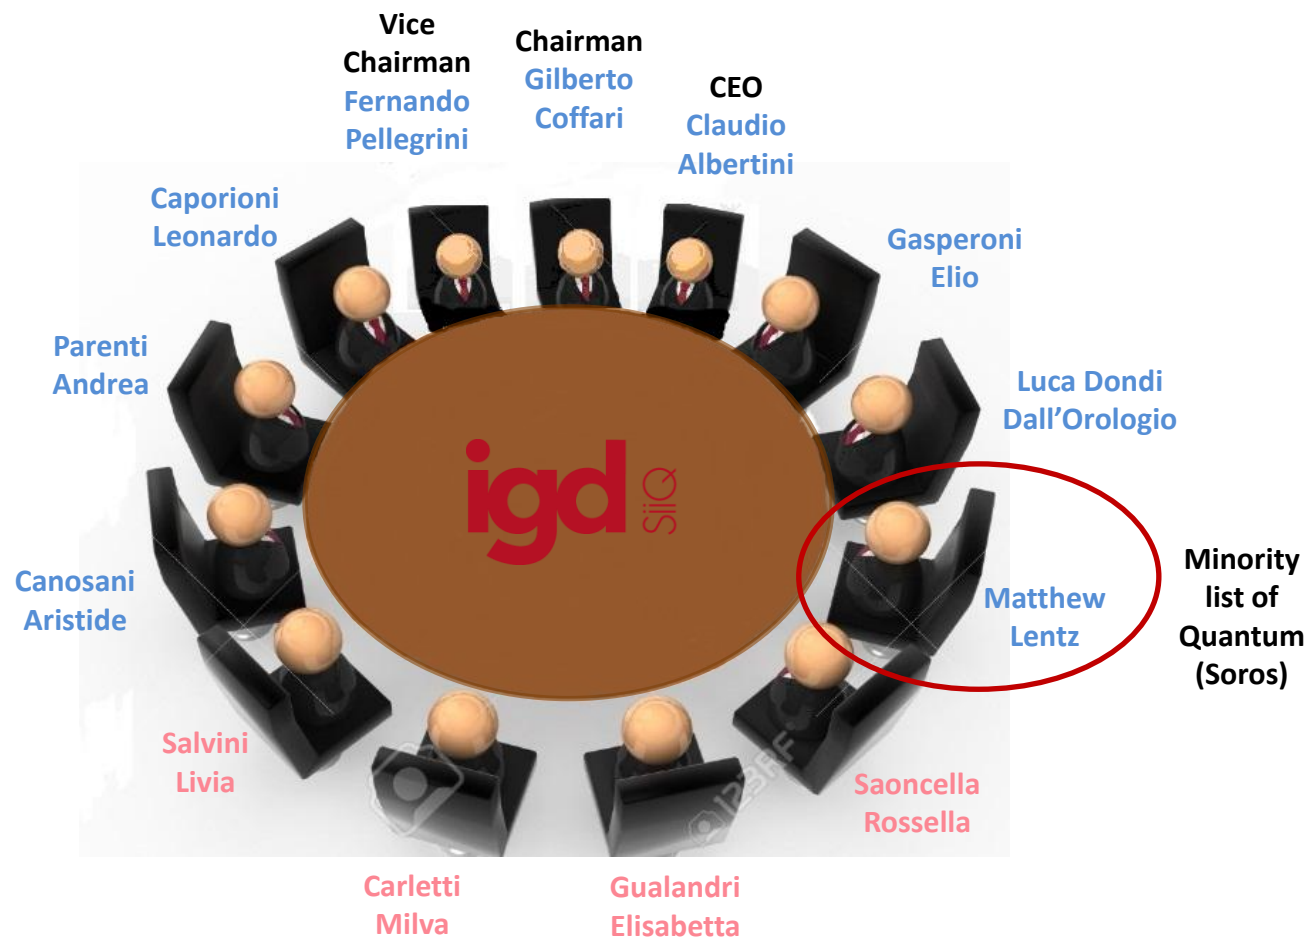 Vice
Chairman
Fernando
Pellegrini
Chairman
Gilberto
Coffari
CEO
Claudio
Albertini
Caporioni
Leonardo
Gasperoni
Elio
Parenti
Andrea
Luca Dondi
Dall’Orologio
igd
SiiQ
Canosani
Aristide
Matthew
Lentz
Minority
list of
Quantum
(Soros)
Salvini
Livia
Saoncella
Rossella
Carletti
Milva
Gualandri
Elisabetta
123RF